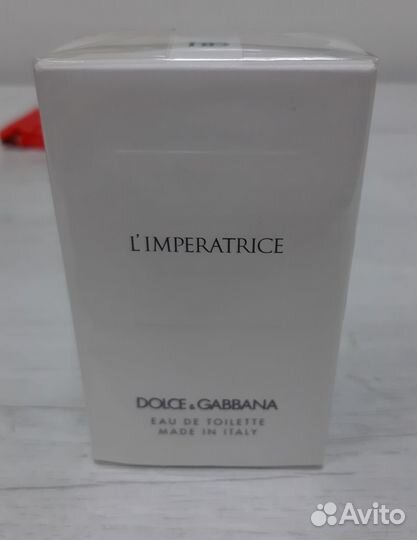 L'IMPERATRICE
DOLCE & GABBANA
EAU DE TOILETTE
MADE IN ITALY
Avito